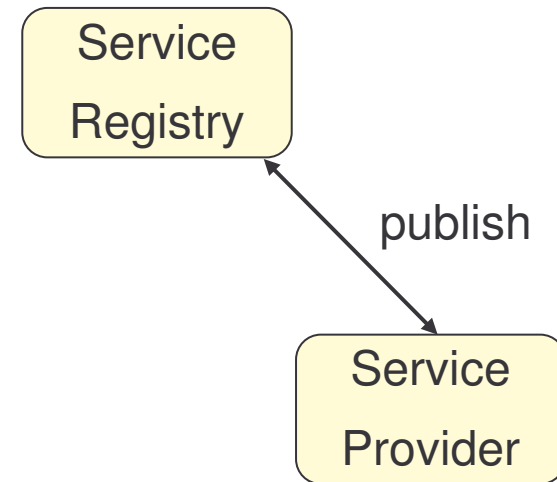 Service
Registry
publish
Service
Provider